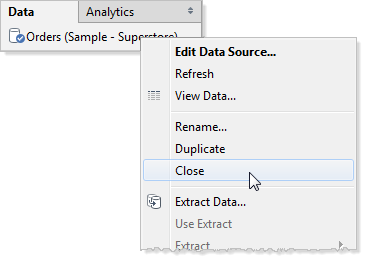 Data Analytics
Orders (Sample - Superstore)
Edit Data Source...
Refresh
View Data...
Rename...
Duplicate
Close
Extract Data...
Use Extract
Extract